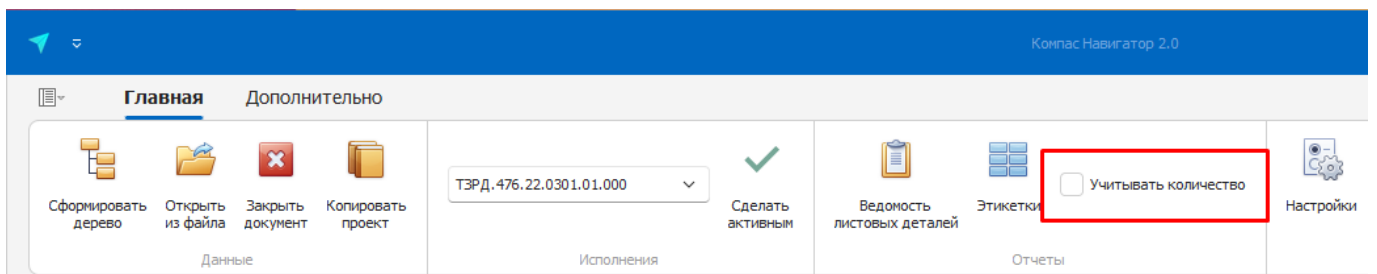 Компас Навигатор 2.0
Главная Дополнительно
Сформировать дерево
Открыть из файла
Закрыть документ
Копировать проект
ТЗРД.476.22.0301.01.000
Сделать активным
Ведомость листовых деталей
Этикетки
Учитывать количество
Настройки
Данные
Исполнения
Отчеты